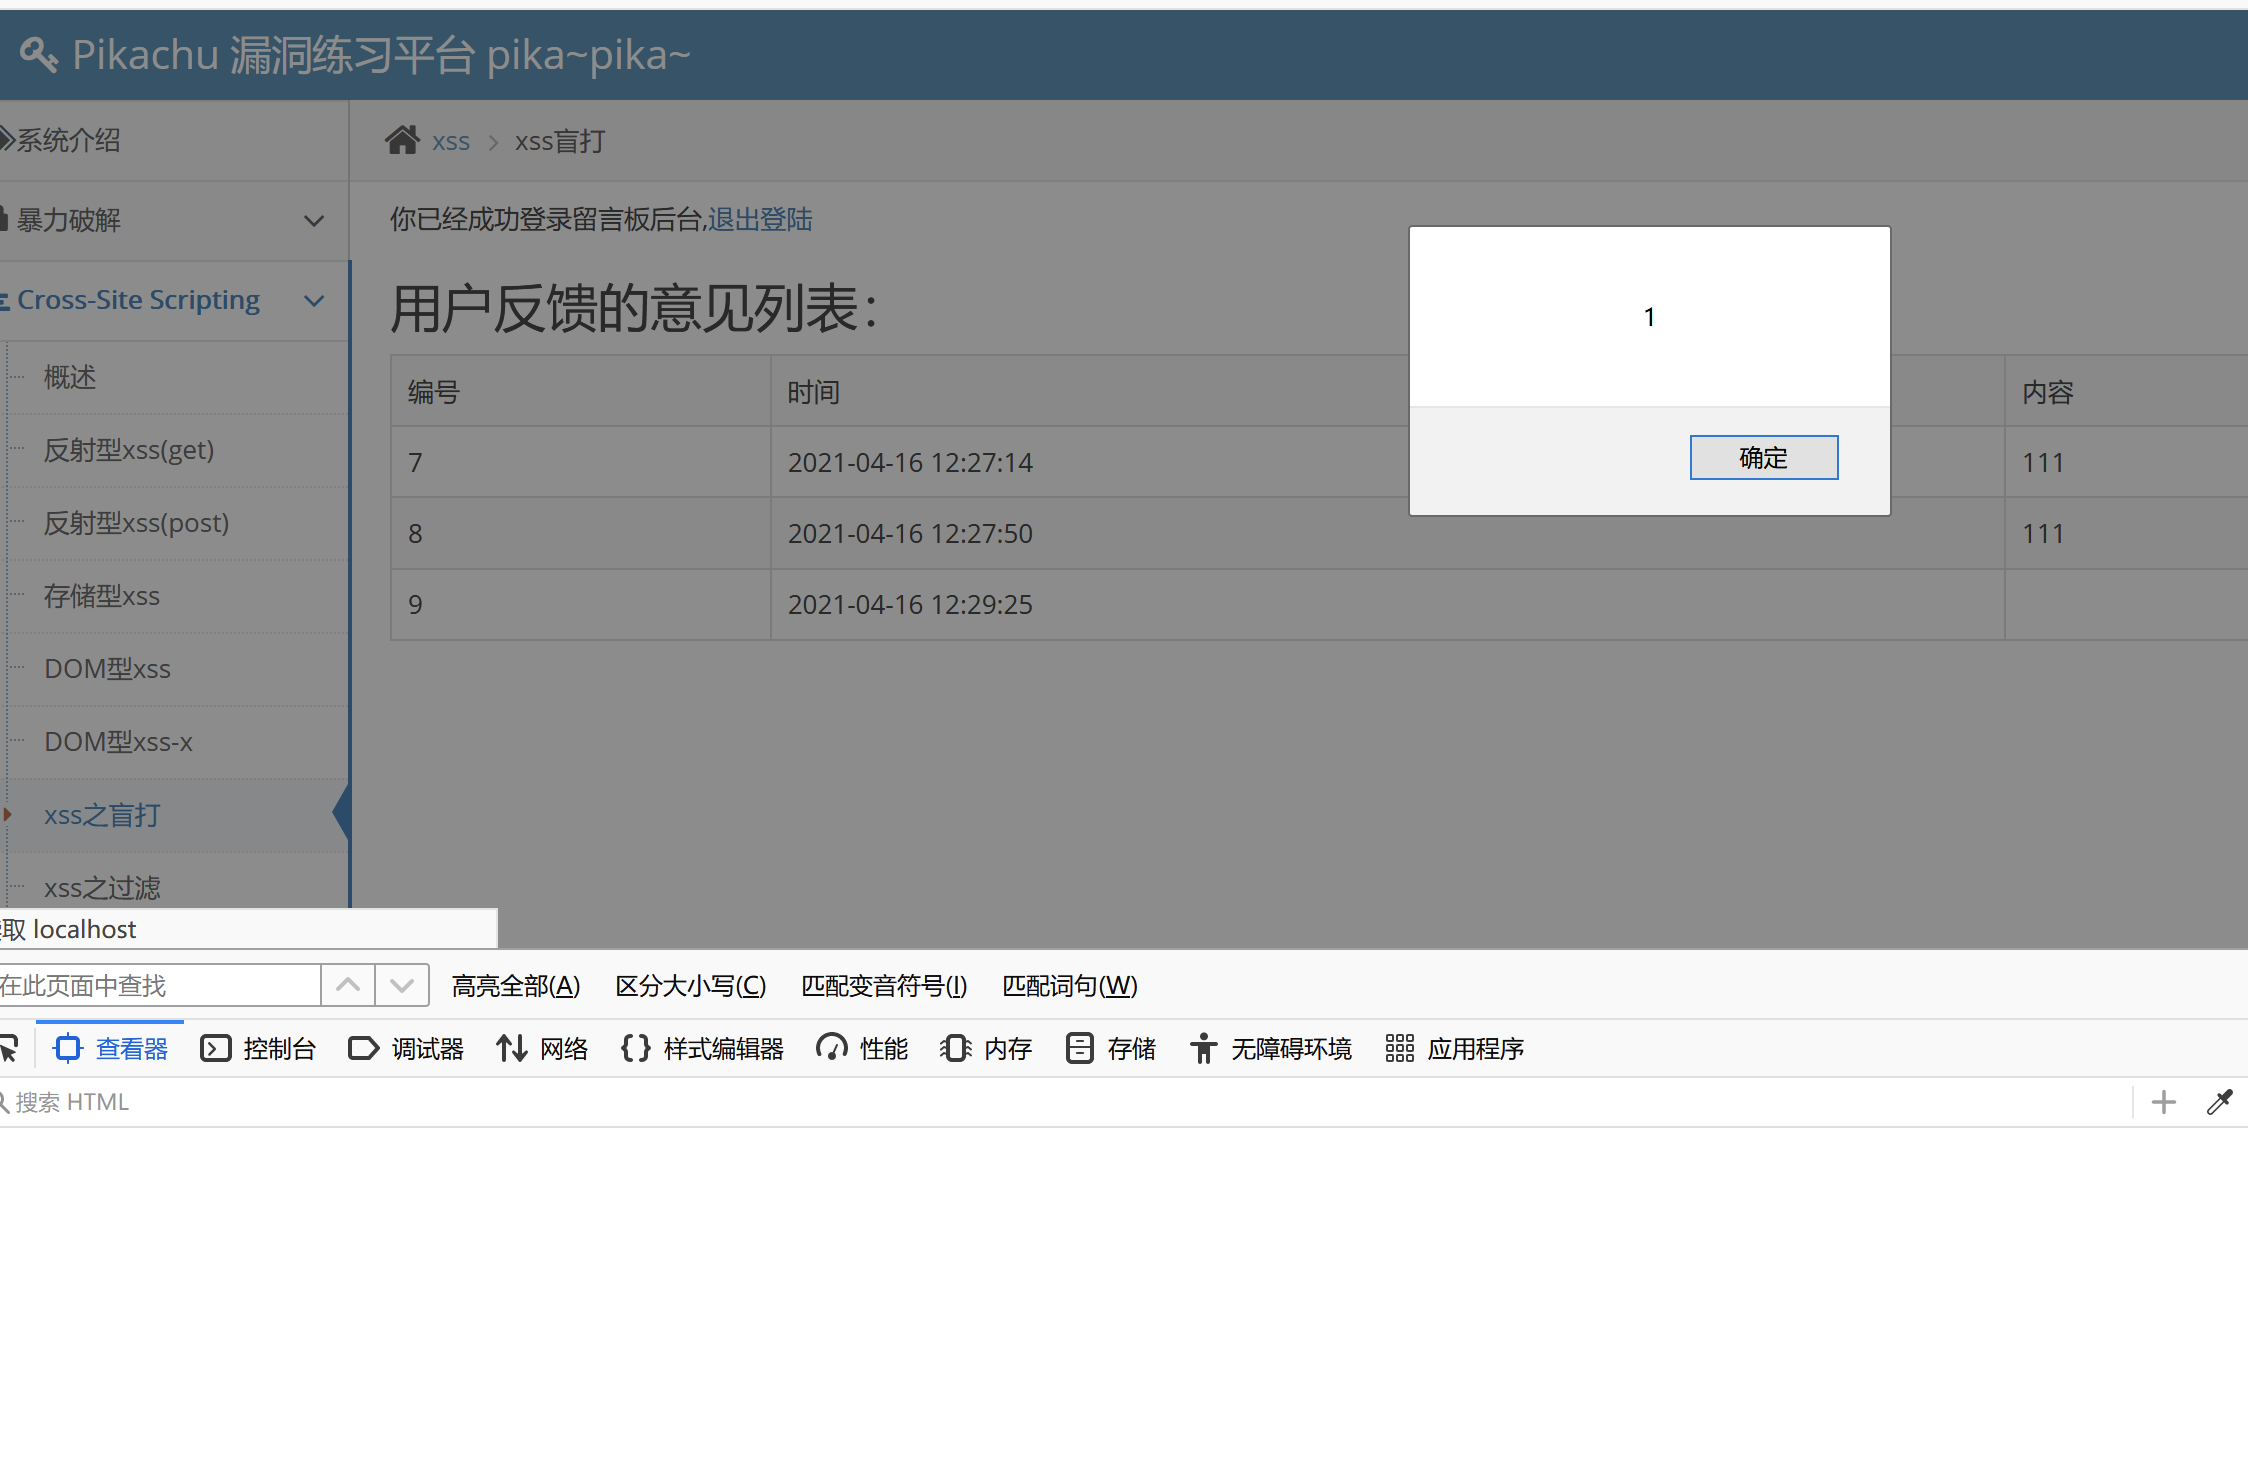 Pikachu 漏洞练习平台 pika~pika~
系统介绍
xss > xss盲打
暴力破解
你已经成功登录留言板后台,退出登陆
Cross-Site Scripting
用户反馈的意见列表：
1
确定
概述
编号 时间 内容
反射型xss(get)
7 2021-04-16 12:27:14 111
反射型xss(post)
8 2021-04-16 12:27:50 111
存储型xss
9 2021-04-16 12:29:25
DOM型xss
DOM型xss-x
xss之盲打
xss之过滤
取 localhost
在此页面中查找 高亮全部(A) 区分大小写(C) 匹配变音符号(I) 匹配词句(W)
查看器 控制台 调试器 网络 样式编辑器 性能 内存 存储 无障碍环境 应用程序
搜索 HTML